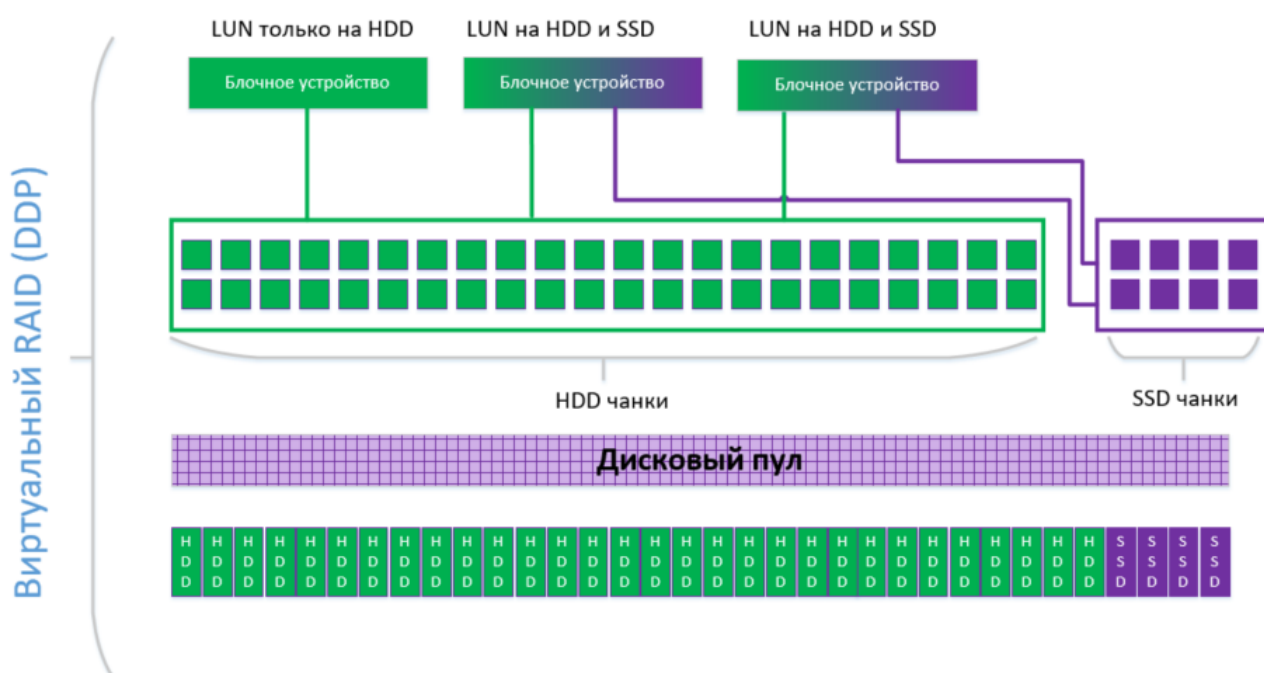 LUN только на HDD
LUN на HDD и SSD
LUN на HDD и SSD
Блочное устройство
Блочное устройство
Блочное устройство
Виртуальный RAID (DDP)
HDD чанки
SSD чанки
Дисковый пул
HDD HDD HDD HDD HDD HDD HDD HDD HDD HDD HDD HDD HDD HDD HDD HDD HDD HDD HDD HDD HDD HDD HDD HDD HDD HDD HDD HDD HDD HDD SSD SSD SSD SSD